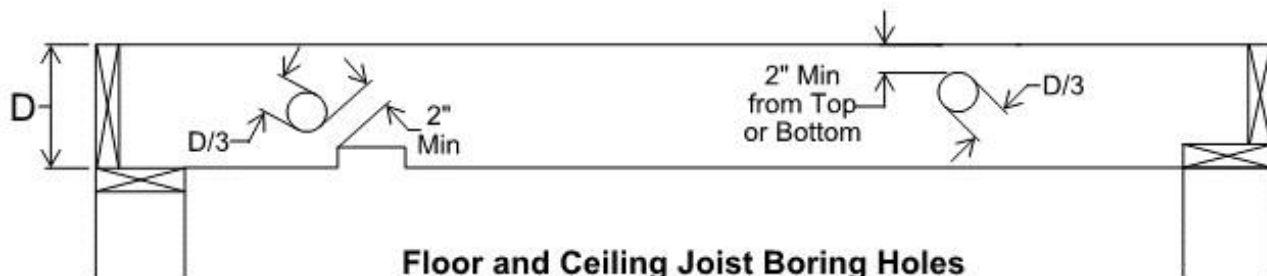 D
D/3
2"
Min
2" Min
from Top
or Bottom
D/3
Floor and Ceiling Joist Boring Holes